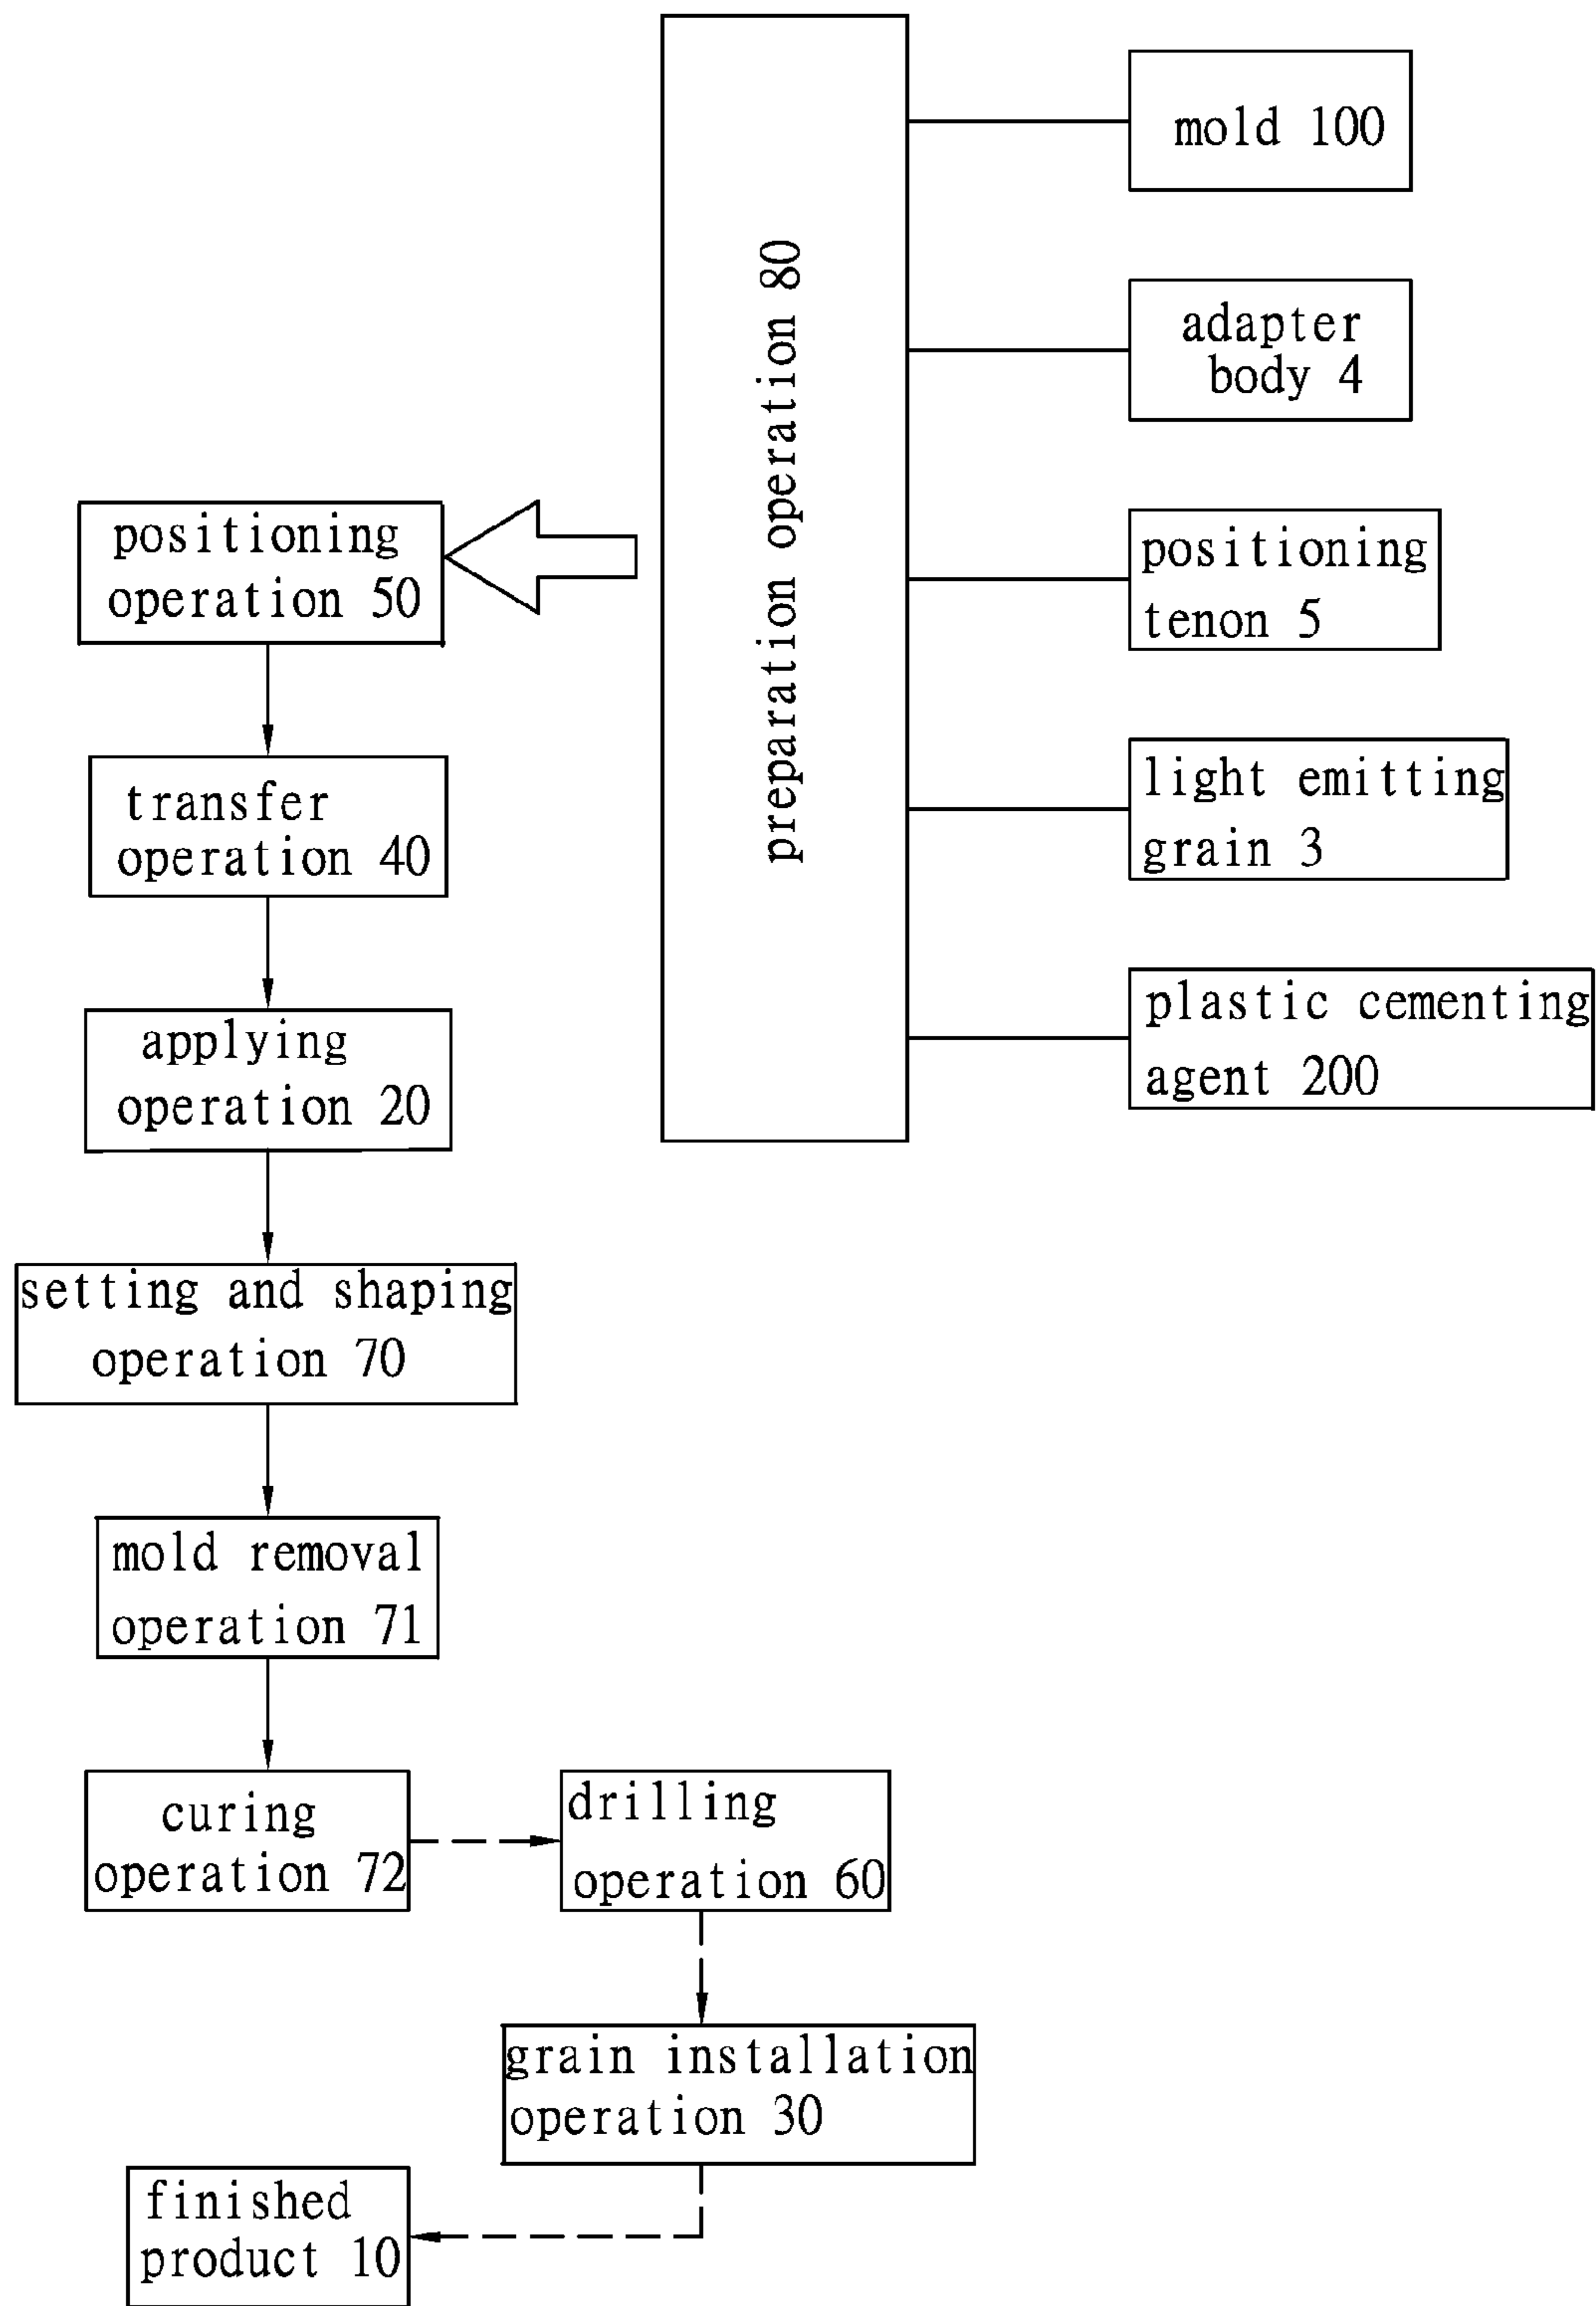 preparation operation 80
mold 100
adapter
body 4
positioning
tenon 5
light emitting
grain 3
plastic cementing
agent 200
positioning
operation 50
transfer
operation 40
applying
operation 20
setting and shaping
operation 70
mold removal
operation 71
curing
operation 72
drilling
operation 60
grain installation
operation 30
finished
product 10